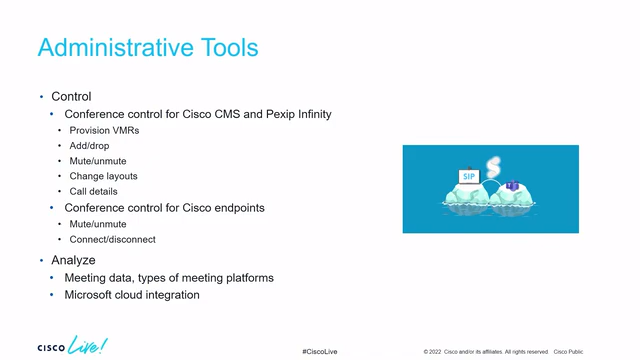 Administrative Tools
• Control
• Conference control for Cisco CMS and Pexip Infinity
• Provision VMRs
• Add/drop
• Mute/unmute
• Change layouts
• Call details
• Conference control for Cisco endpoints
• Mute/unmute
• Connect/disconnect
• Analyze
• Meeting data, types of meeting platforms
• Microsoft cloud integration
SIP
CISCO Live!
#CiscoLive
© 2022 Cisco and/or its affiliates. All rights reserved. Cisco Public